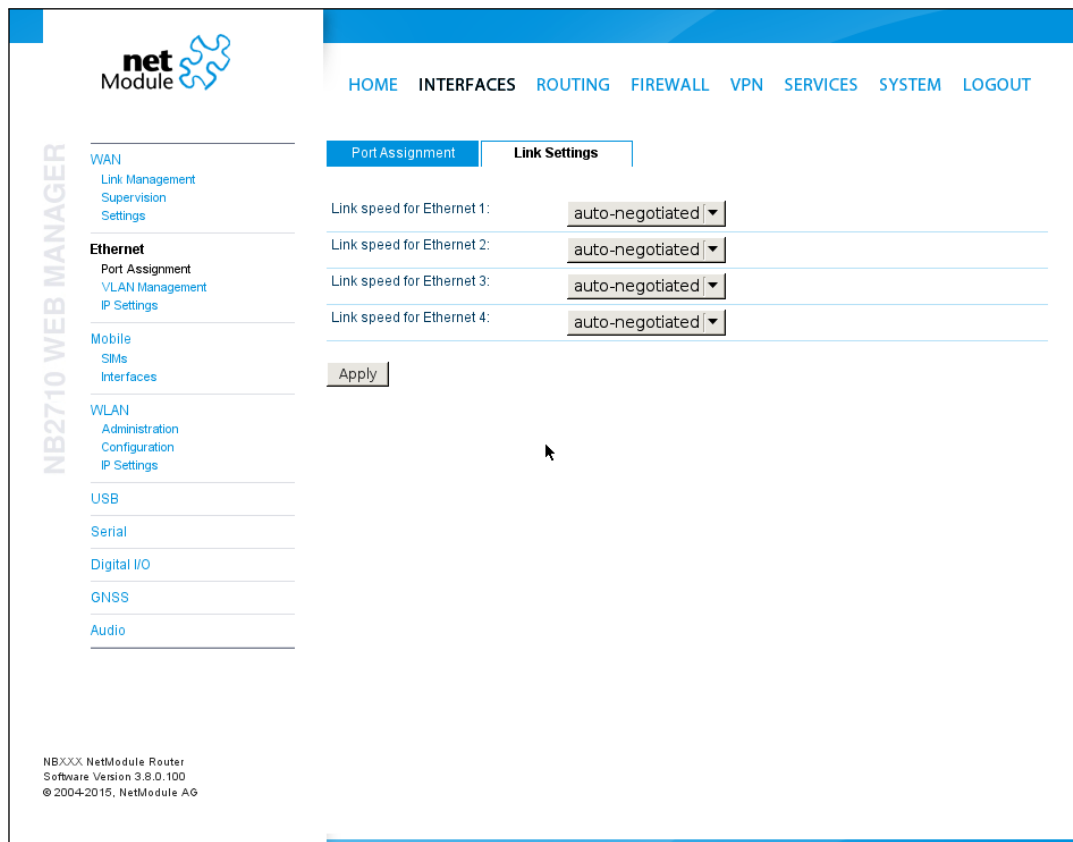 net
Module
HOME INTERFACES ROUTING FIREWALL VPN SERVICES SYSTEM LOGOUT
NB2710 WEB MANAGER
WAN
Link Management
Supervision
Settings
Ethernet
Port Assignment
VLAN Management
IP Settings
Mobile
SIMs
Interfaces
WLAN
Administration
Configuration
IP Settings
USB
Serial
Digital I/O
GNSS
Audio
Port Assignment Link Settings
Link speed for Ethernet 1: auto-negotiated
Link speed for Ethernet 2: auto-negotiated
Link speed for Ethernet 3: auto-negotiated
Link speed for Ethernet 4: auto-negotiated
Apply
NBXXX NetModule Router
Software Version 3.8.0.100
© 2004-2015, NetModule AG